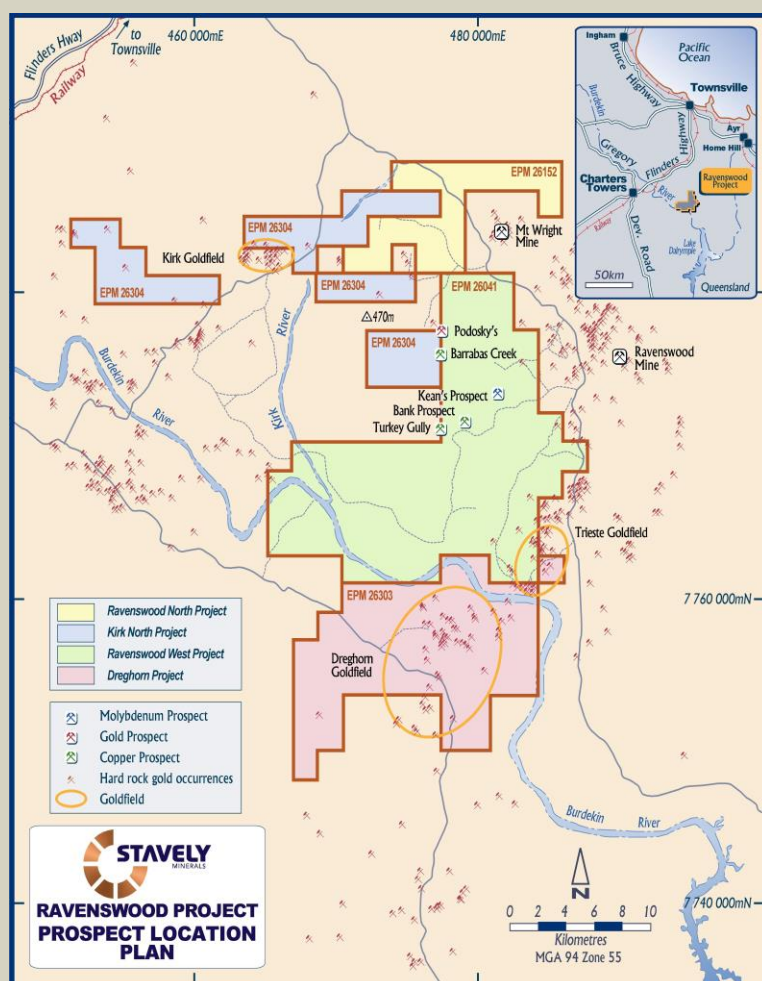 460 000mE
480 000mE
to
Townsville
Flinders Hway
Railway
Ingham
Pacific
Ocean
Bruce Highway
Townsville
Burdekin
Ayr
Home Hill
Gregory
Flinders Highway
Charters
Towers
River
Ravenswood
Project
Railway
Dev. Road
Lake
Dalrymple
50km
Queensland
EPM 26152
EPM 26304
Mt Wright
Mine
Kirk Goldfield
EPM 26304
EPM 26304
EPM 26041
470m
River
Podosky's
EPM 26304
Barrabas Creek
Ravenswood
Mine
Burdekin
River
Kirk
Kean's Prospect
Bank Prospect
Turkey Gully
Trieste Goldfield
EPM 26303
7 760 000mN
Ravenswood North Project
Kirk North Project
Ravenswood West Project
Dreghorn Project
Dreghorn
Goldfield
Molybdenum Prospect
Gold Prospect
Copper Prospect
Hard rock gold occurrences
Goldfield
Burdekin River
STAVELY
MINERALS
RAVENSWOOD PROJECT
PROSPECT LOCATION
PLAN
N
7 740 000mN
0 2 4 6 8 10
Kilometres
MGA 94 Zone 55